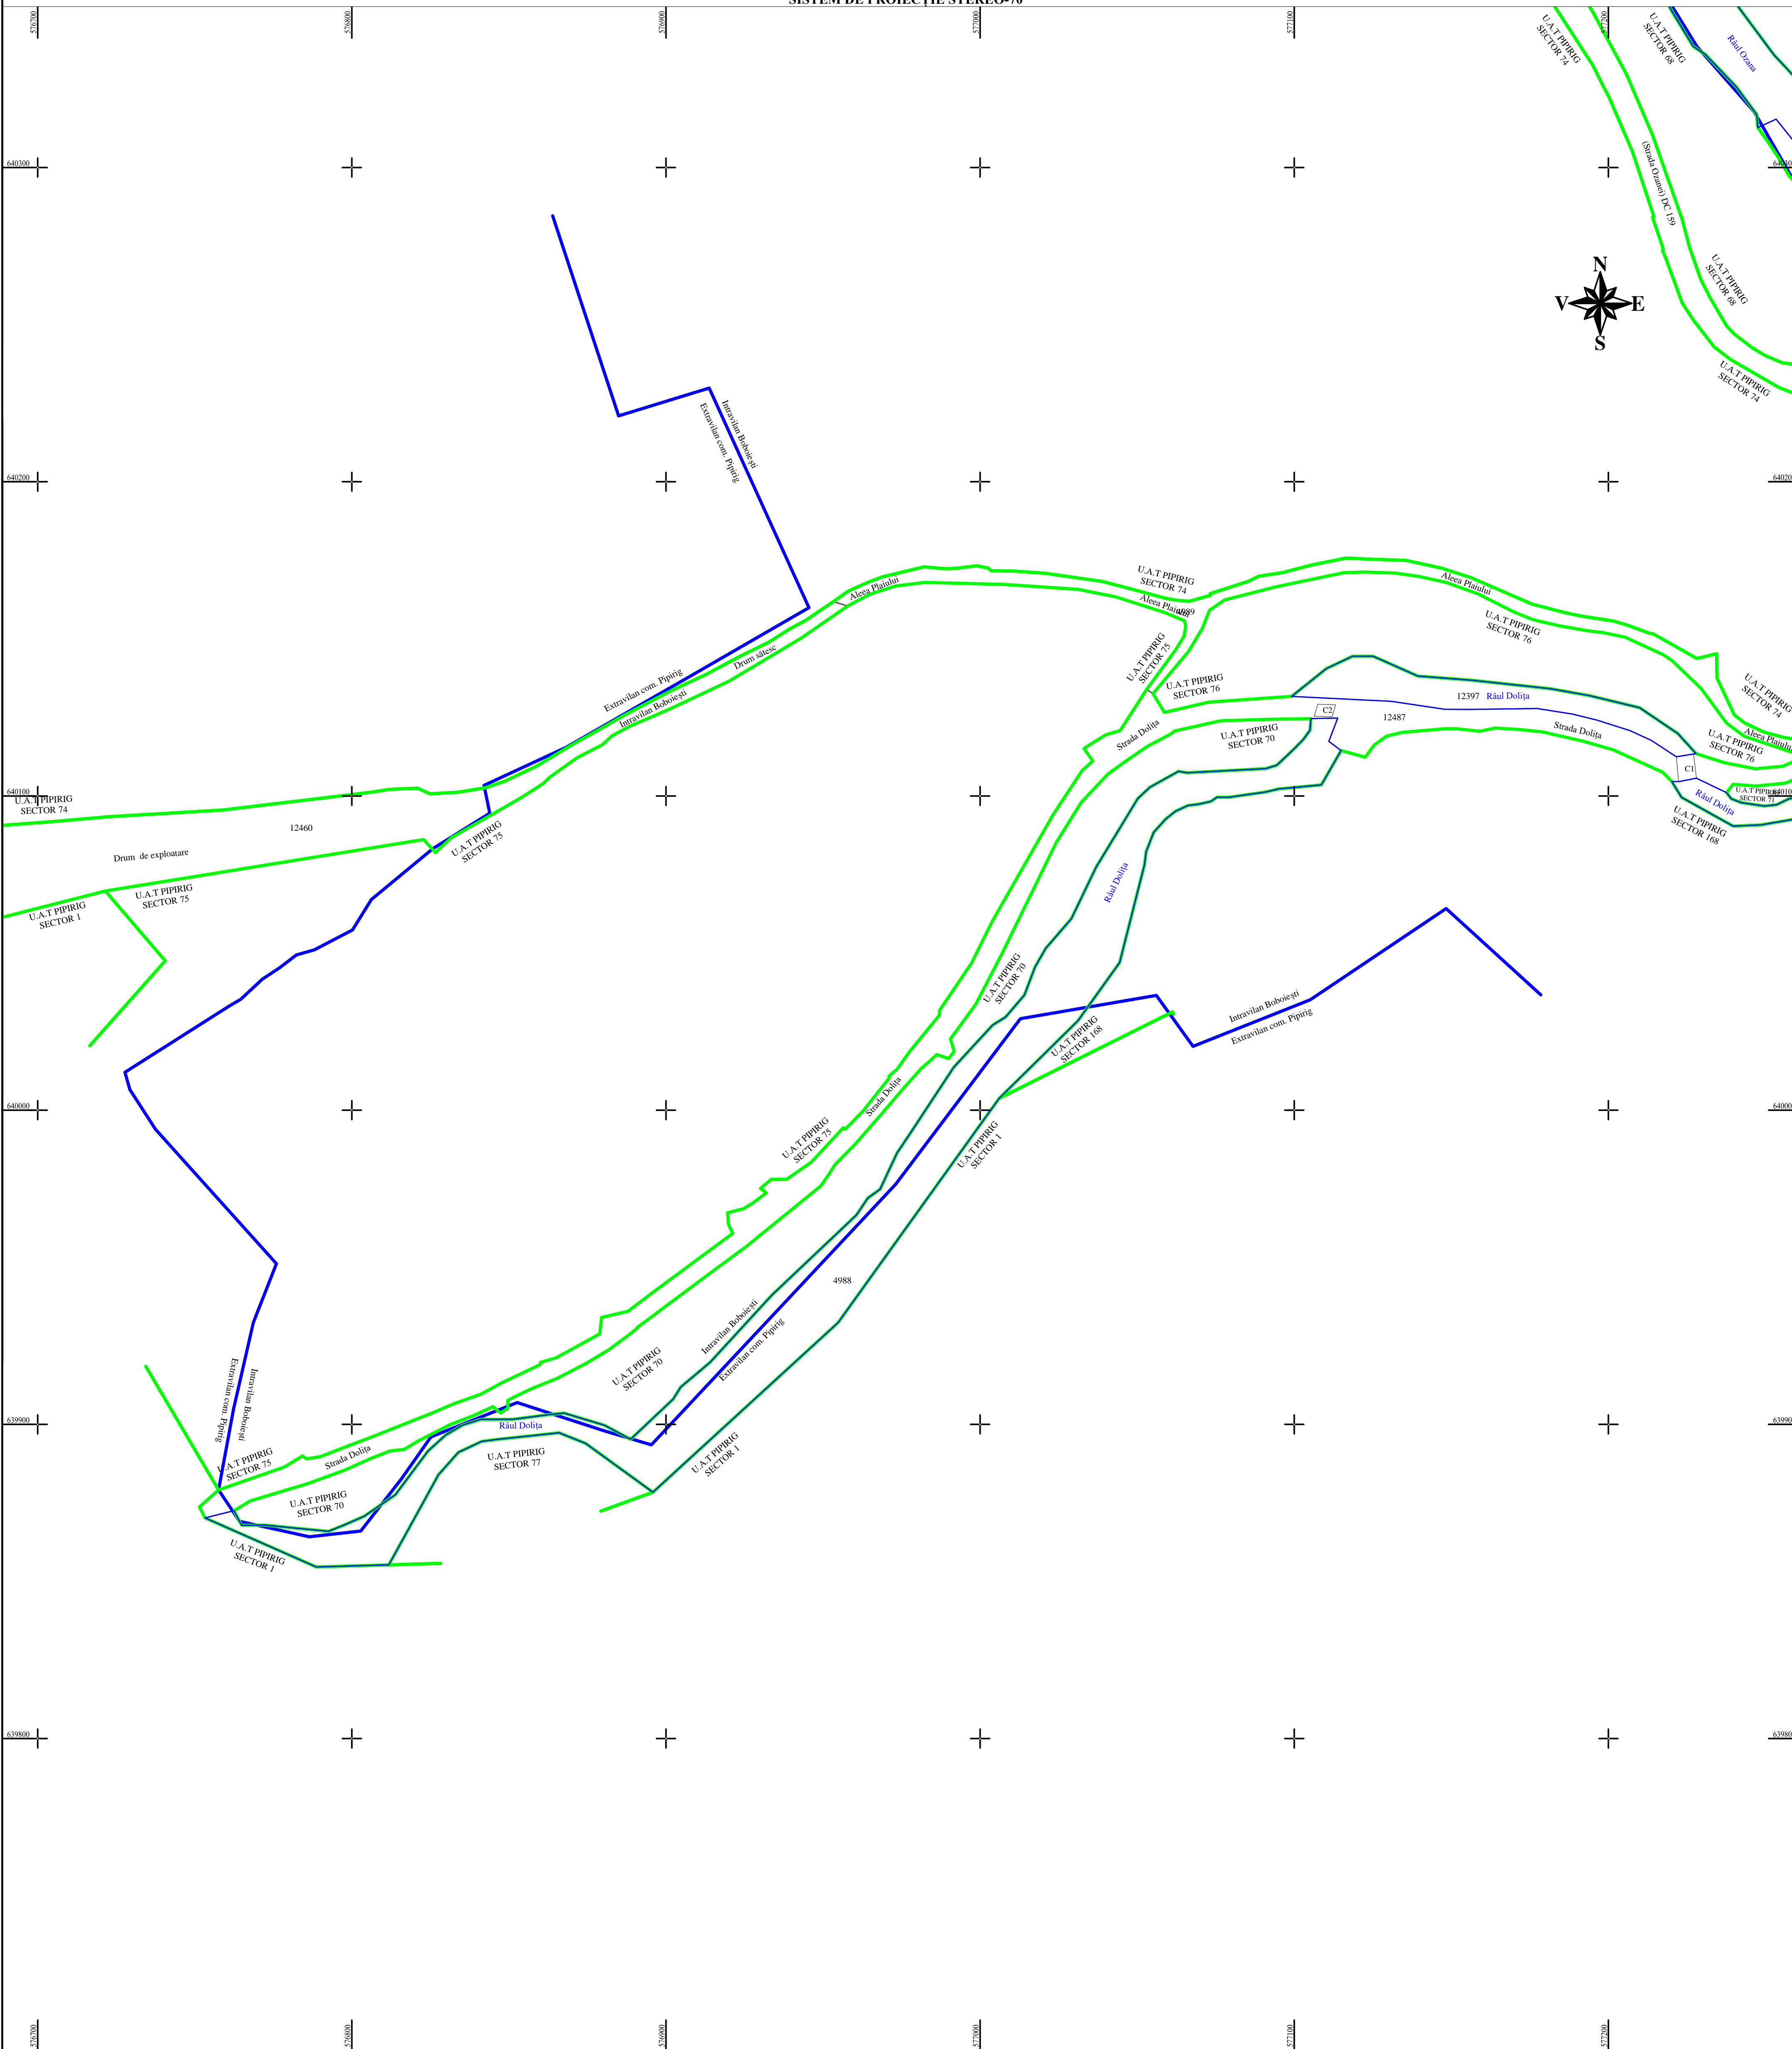 SISTEM DE PROIECȚIE STEREO-70
576700
576800
576900
577000
577100
577200
U.A.T PIPIRIG
SECTOR 74
U.A.T PIPIRIG
SECTOR 68
Râul Ozana
640300
(Strada Ozanei) DC 159
U.A.T PIPIRIG
SECTOR 68
N
V
E
S
U.A.T PIPIRIG
SECTOR 74
Intravilan Boboiești
Extravilan com. Pipirig
640200
640200
U.A.T PIPIRIG
SECTOR 74
Aleea Plaiului
Aleea Plaiului
4989
Aleea Plaiului
U.A.T PIPIRIG
SECTOR 76
U.A.T PIPIRIG
SECTOR 75
Drum sătesc
Extravilan com. Pipirig
Intravilan Boboiești
U.A.T PIPIRIG
SECTOR 76
12397
Râul Dolița
C2
12487
Strada Dolița
U.A.T PIPIRIG
SECTOR 70
Strada Dolița
U.A.T PIPIRIG
SECTOR 74
Aleea Plaiului
U.A.T PIPIRIG
SECTOR 76
C1
Râul Dolița
U.A.T PIPIRIG
SECTOR 71
U.A.T PIPIRIG
SECTOR 168
640100
U.A.T PIPIRIG
SECTOR 74
12460
Drum de exploatare
U.A.T PIPIRIG
SECTOR 75
U.A.T PIPIRIG
SECTOR 75
U.A.T PIPIRIG
SECTOR 1
Râul Dolița
U.A.T PIPIRIG
SECTOR 70
Intravilan Boboiești
Extravilan com. Pipirig
U.A.T PIPIRIG
SECTOR 168
640000
640000
Strada Dolița
U.A.T PIPIRIG
SECTOR 75
U.A.T PIPIRIG
SECTOR 1
4988
Intravilan Boboiești
Extravilan com. Pipirig
U.A.T PIPIRIG
SECTOR 70
Extravilan com. Pipirig
Intravilan Boboiești
639900
Râul Dolița
U.A.T PIPIRIG
SECTOR 77
U.A.T PIPIRIG
SECTOR 1
Strada Dolița
U.A.T PIPIRIG
SECTOR 75
U.A.T PIPIRIG
SECTOR 70
U.A.T PIPIRIG
SECTOR 1
639800
576700
576800
576900
577000
577100
577200